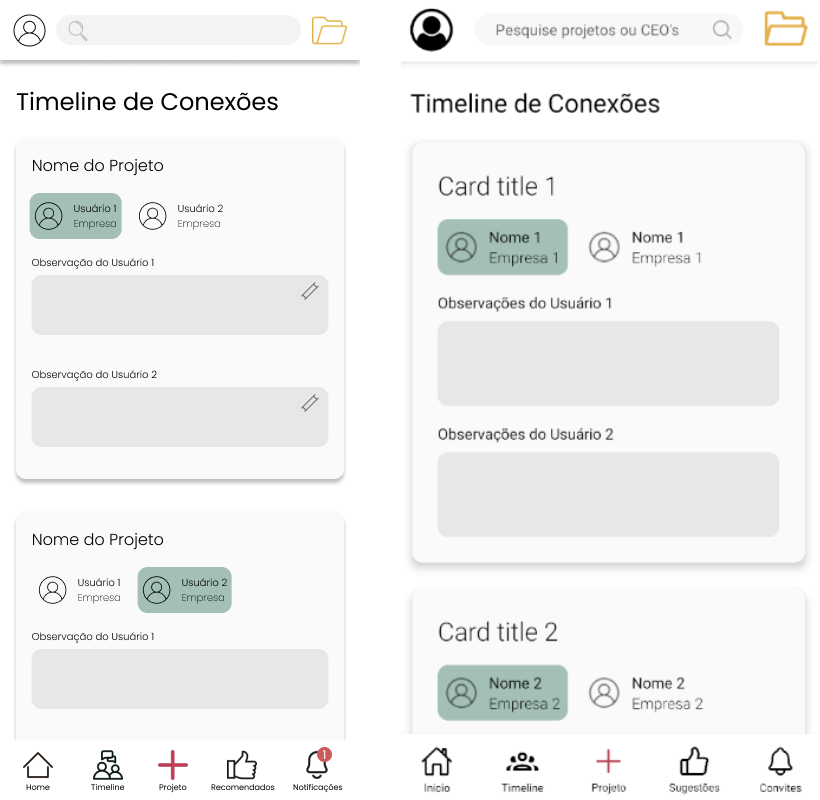 Timeline de Conexões
Nome do Projeto
Usuário 1
Empresa
Usuário 2
Empresa
Observação do Usuário 1
Observação do Usuário 2
Nome do Projeto
Usuário 1
Empresa
Usuário 2
Empresa
Observação do Usuário 1
Home
Timeline
Projeto
Recomendados
1
Notificações
Pesquise projetos ou CEO's
Timeline de Conexões
Card title 1
Nome 1
Empresa 1
Nome 1
Empresa 1
Observações do Usuário 1
Observações do Usuário 2
Card title 2
Nome 2
Empresa 2
Nome 2
Empresa 2
Início
Timeline
Projeto
Sugestões
Convites